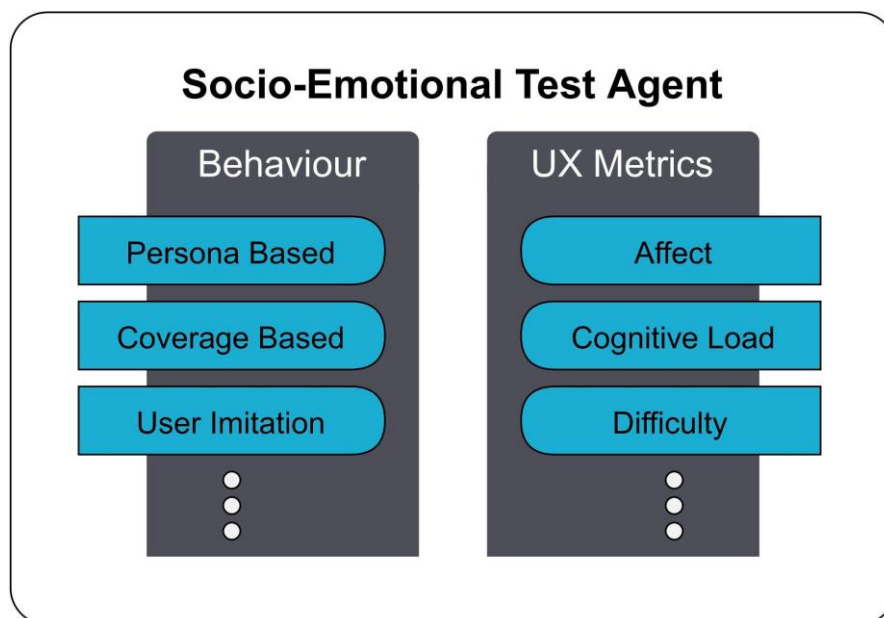 Socio-Emotional Test Agent
Behaviour
Persona Based
Coverage Based
User Imitation
UX Metrics
Affect
Cognitive Load
Difficulty